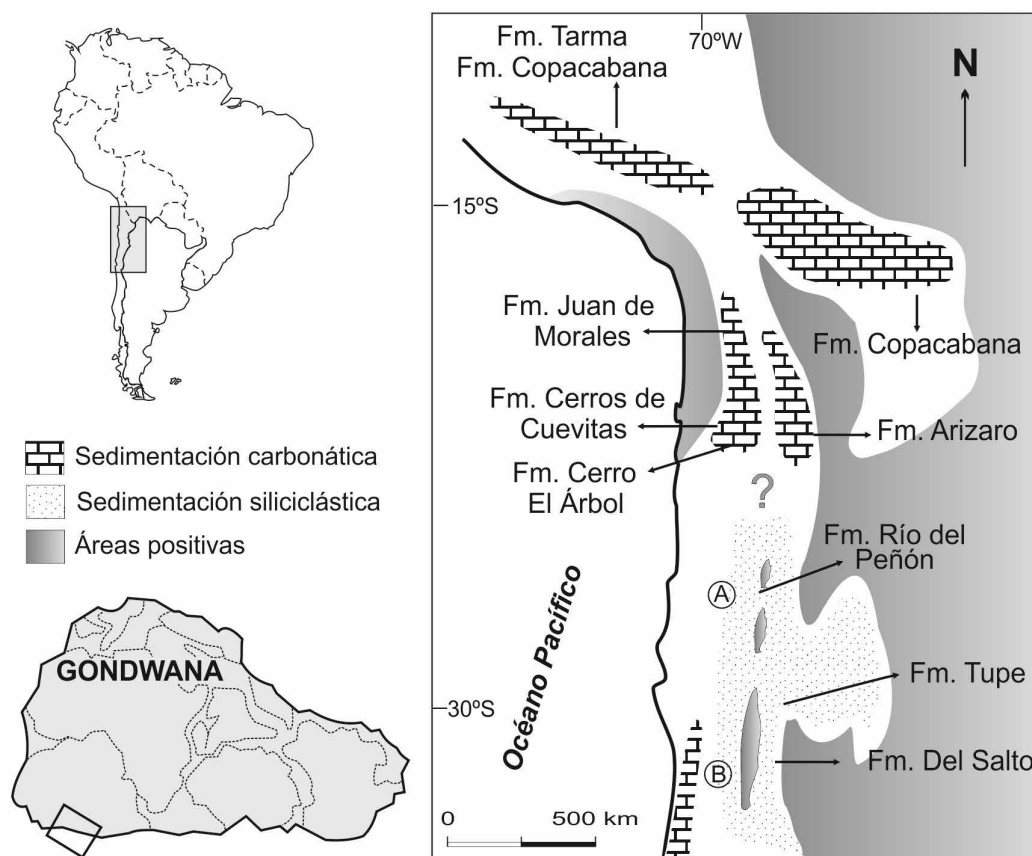 Fm. Tarma
Fm. Copacabana
70ºW
N
15ºS
Fm. Juan de
Morales
Fm. Copacabana
Fm. Cerros de
Cuevitas
Fm. Arizaro
Fm. Cerro
El Árbol
?
Fm. Río del
Peñón
A
Océano Pacífico
Fm. Tupe
30ºS
B
Fm. Del Salto
0
500 km
Sedimentación carbonática
Sedimentación siliciclástica
Áreas positivas
GONDWANA